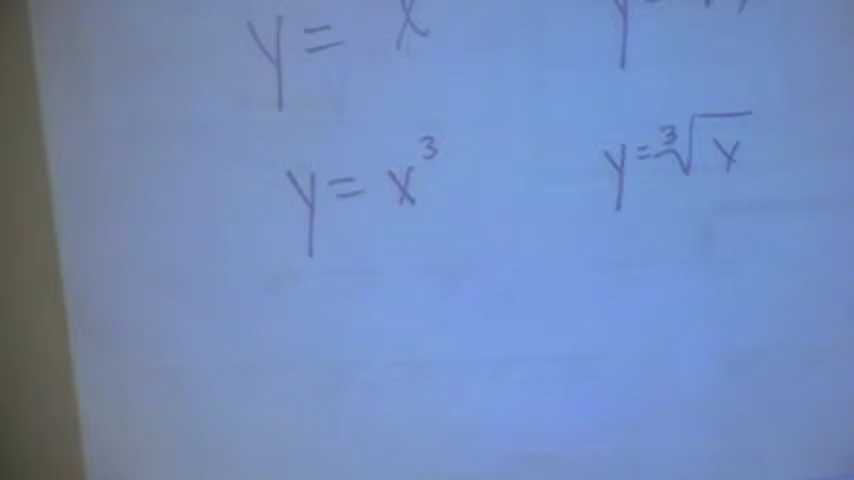 y = x
y = x³ y = ∛x